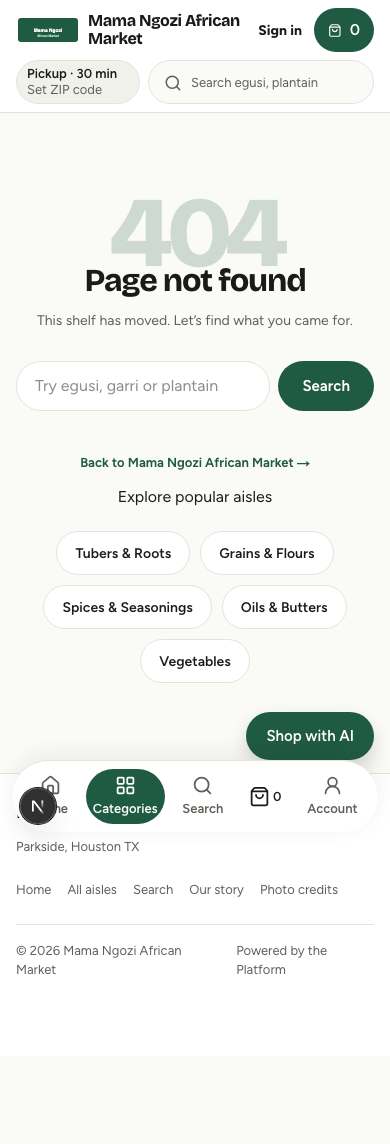 Mama Ngozi
African Market
Mama Ngozi African
Market
Sign in
0
Pickup · 30 min
Set ZIP code
Search egusi, plantain
404
Page not found
This shelf has moved. Let’s find what you came for.
Try egusi, garri or plantain
Search
Back to Mama Ngozi African Market →
Explore popular aisles
Tubers & Roots
Grains & Flours
Spices & Seasonings
Oils & Butters
Vegetables
Shop with AI
N
Categories
Search
0
Account
Parkside, Houston TX
Home
All aisles
Search
Our story
Photo credits
© 2026 Mama Ngozi African
Market
Powered by the
Platform